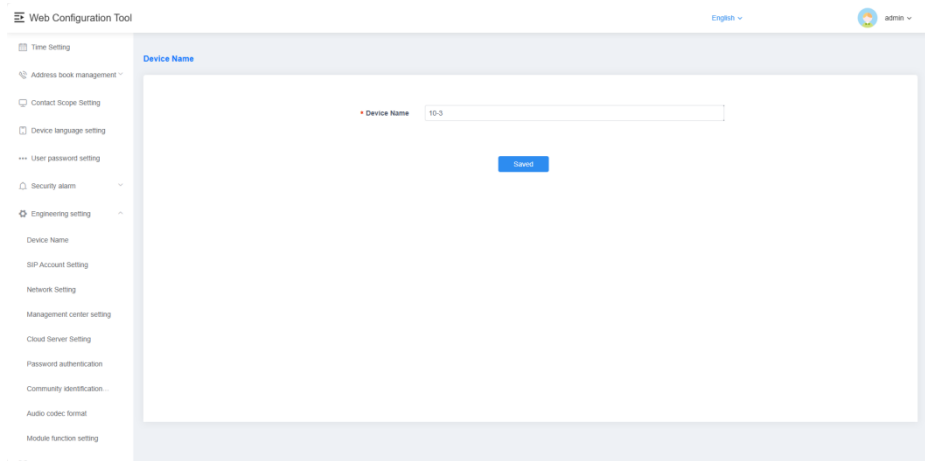 Web Configuration Tool
English
admin
Time Setting
Address book management
Contact Scope Setting
Device language setting
User password setting
Security alarm
Engineering setting
Device Name
SIP Account Setting
Network Setting
Management center setting
Cloud Server Setting
Password authentication
Community identification...
Audio codec format
Module function setting
Device Name
* Device Name 10-3
Saved